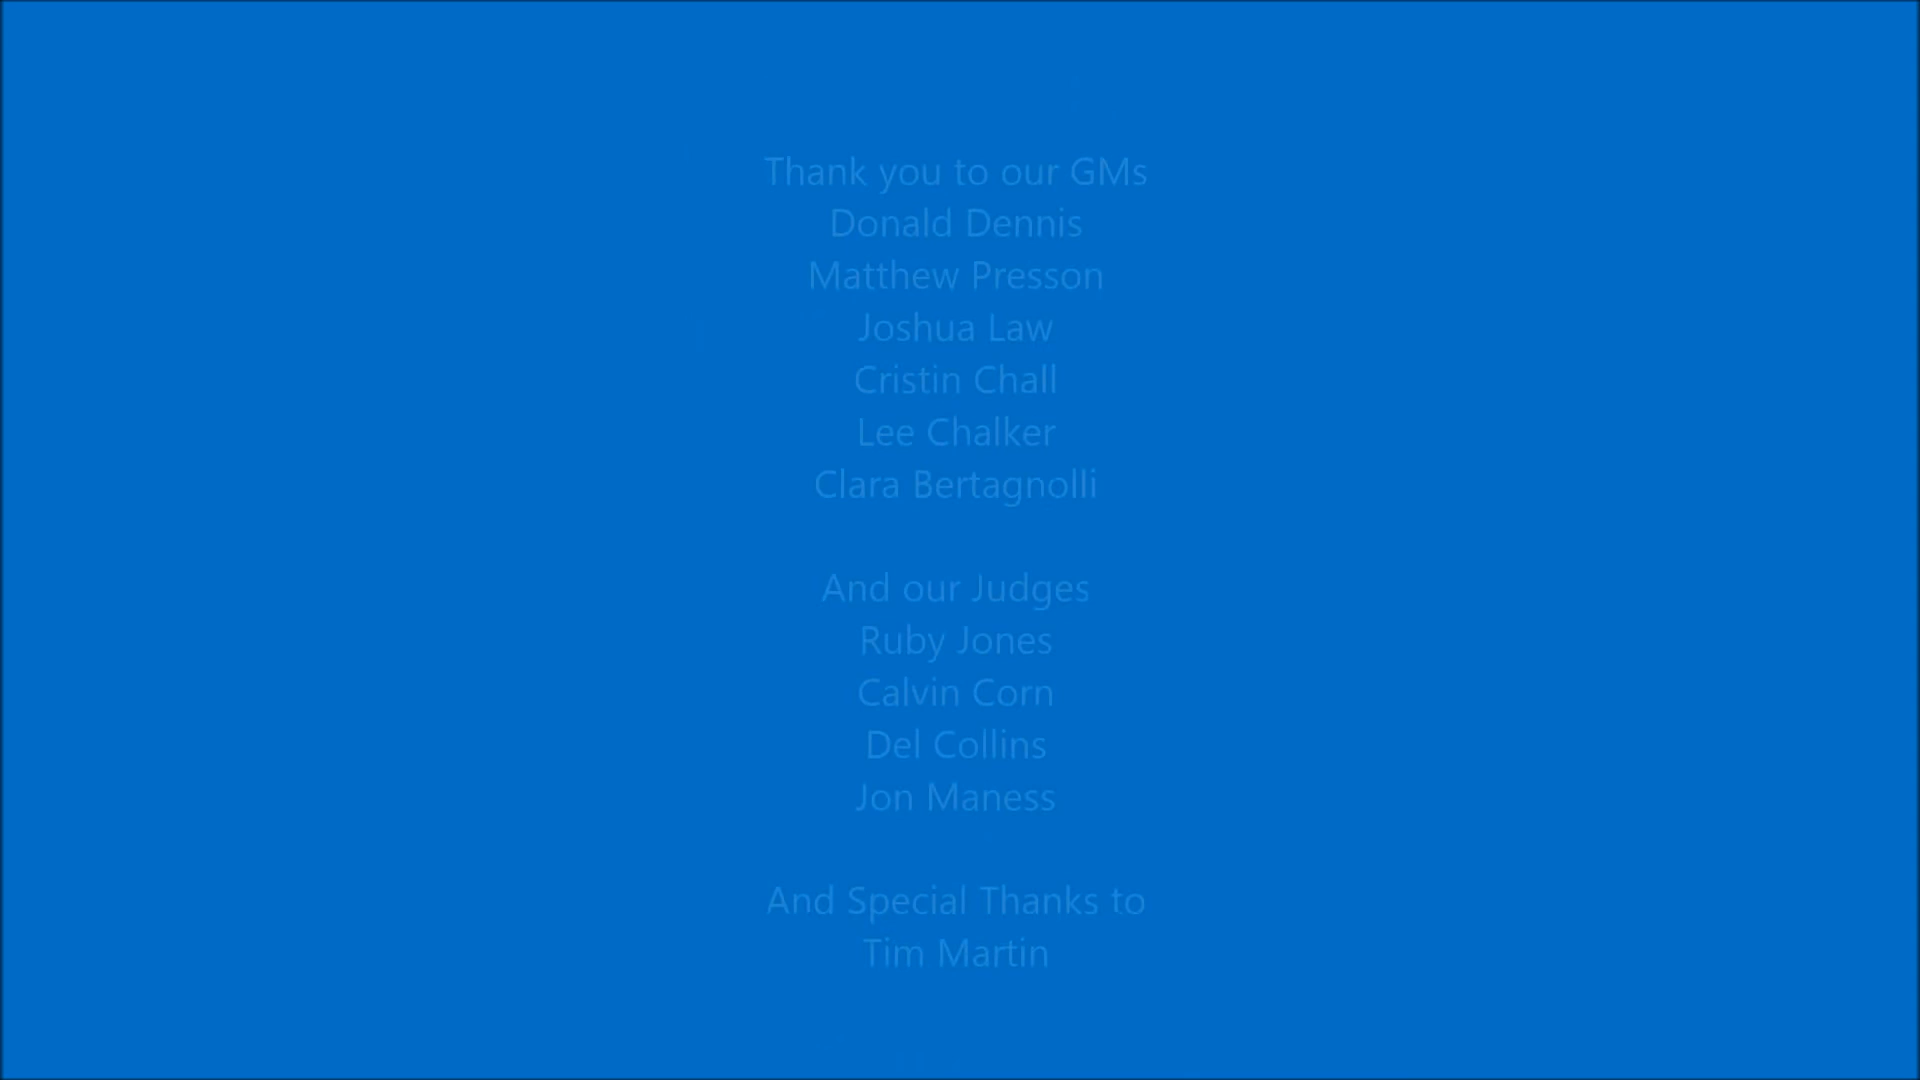 Thank you to our GMs
Donald Dennis
Matthew Presson
Joshua Law
Cristin Chall
Lee Chalker
Clara Bertagnolli
And our Judges
Ruby Jones
Calvin Corn
Del Collins
Jon Maness
And Special Thanks to
Tim Martin